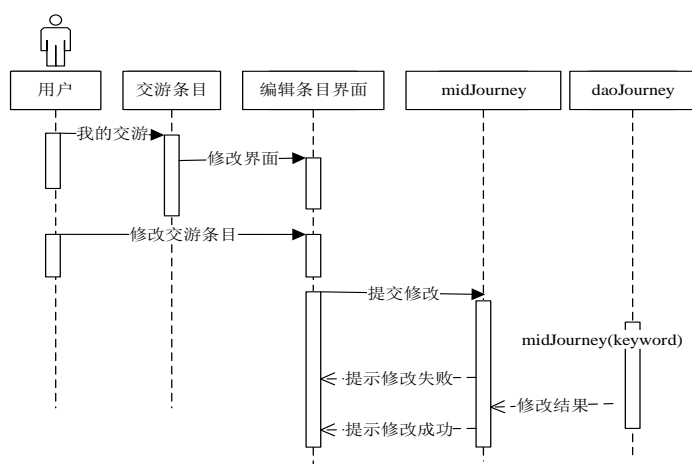 用户
交游条目
编辑条目界面
midJourney
daoJourney
我的交游
修改界面
修改交游条目
提交修改
midJourney(keyword)
提示修改失败
修改结果
提示修改成功